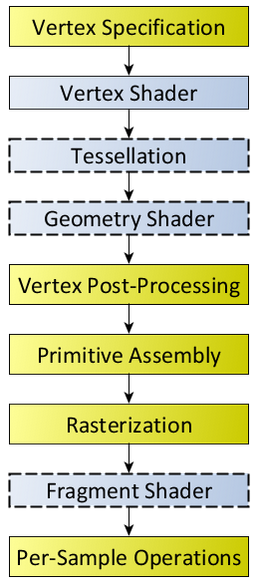 Vertex Specification
Vertex Shader
Tessellation
Geometry Shader
Vertex Post-Processing
Primitive Assembly
Rasterization
Fragment Shader
Per-Sample Operations